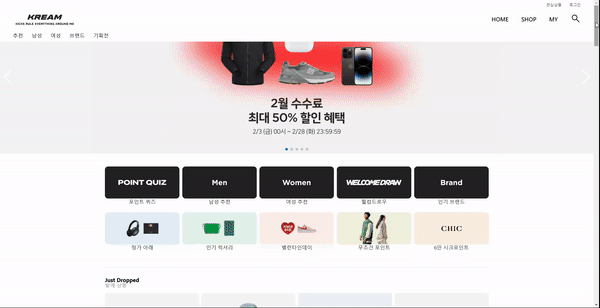 관심상품 로그인
KREAM
KICKS RULE EVERYTHING AROUND ME
HOME SHOP MY
추천 남성 여성 브랜드 기획전
2월 수수료
최대 50% 할인 혜택
2/3 (금) 00시 ~ 2/28 (화) 23:59:59
POINT QUIZ Men Women WELCOME DRAW Brand
포인트 퀴즈 남성 추천 여성 추천 웰컴드로우 인기 브랜드
CHIC
정가 아래 인기 럭셔리 밸런타인데이 무조건 포인트 6만 시크포인트
Just Dropped
발매 상품